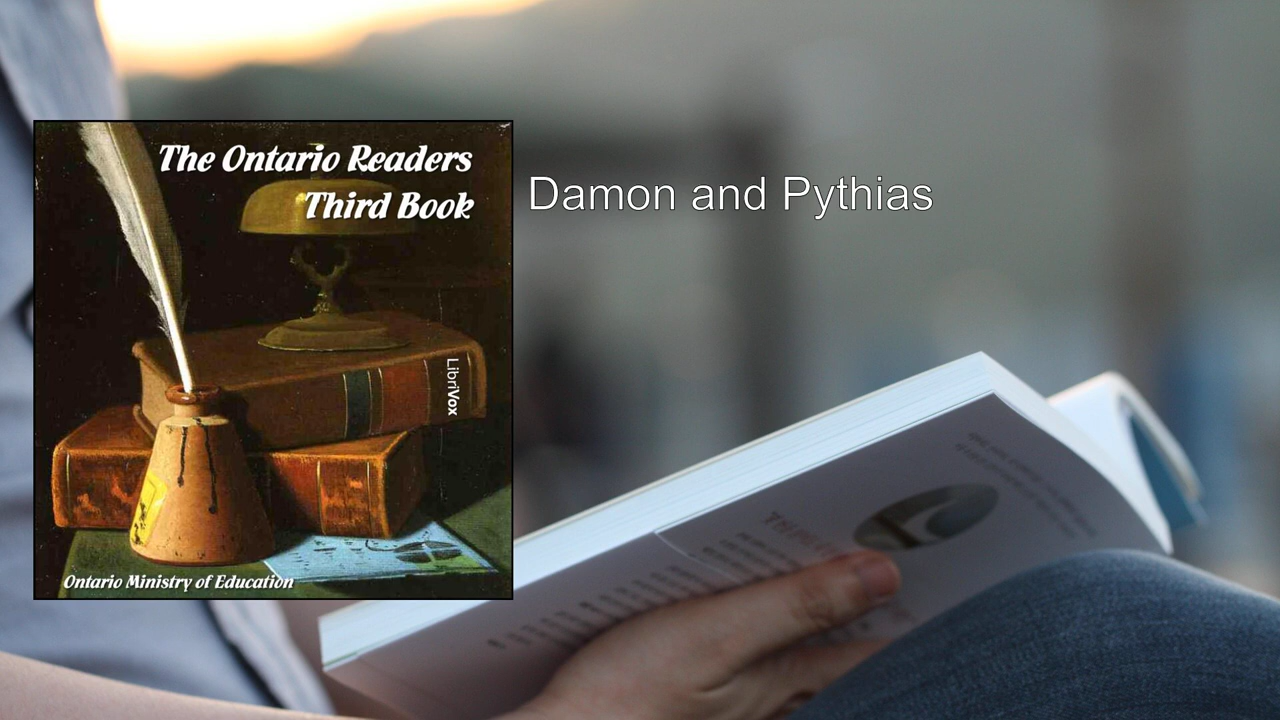 The Ontario Readers
Third Book
Damon and Pythias
LibriVox
Ontario Ministry of Education